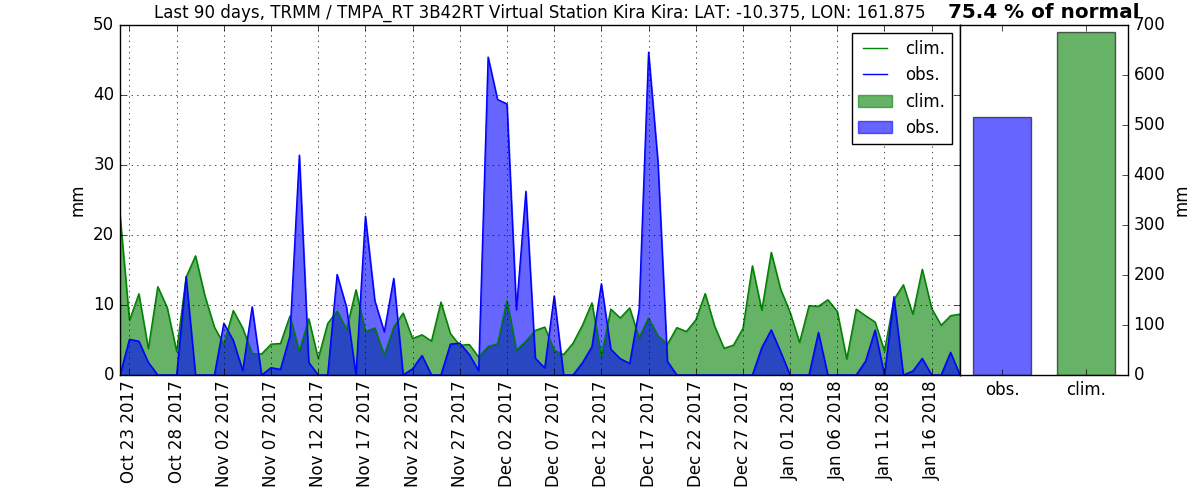 Last 90 days, TRMM / TMPA_RT 3B42RT Virtual Station Kira Kira: LAT: -10.375, LON: 161.875
75.4 % of normal
mm
50
40
30
20
10
0
clim.
obs.
clim.
obs.
Oct 23 2017
Oct 28 2017
Nov 02 2017
Nov 07 2017
Nov 12 2017
Nov 17 2017
Nov 22 2017
Nov 27 2017
Dec 02 2017
Dec 07 2017
Dec 12 2017
Dec 17 2017
Dec 22 2017
Dec 27 2017
Jan 01 2018
Jan 06 2018
Jan 11 2018
Jan 16 2018
700
600
500
400
300
200
100
0
mm
obs.
clim.